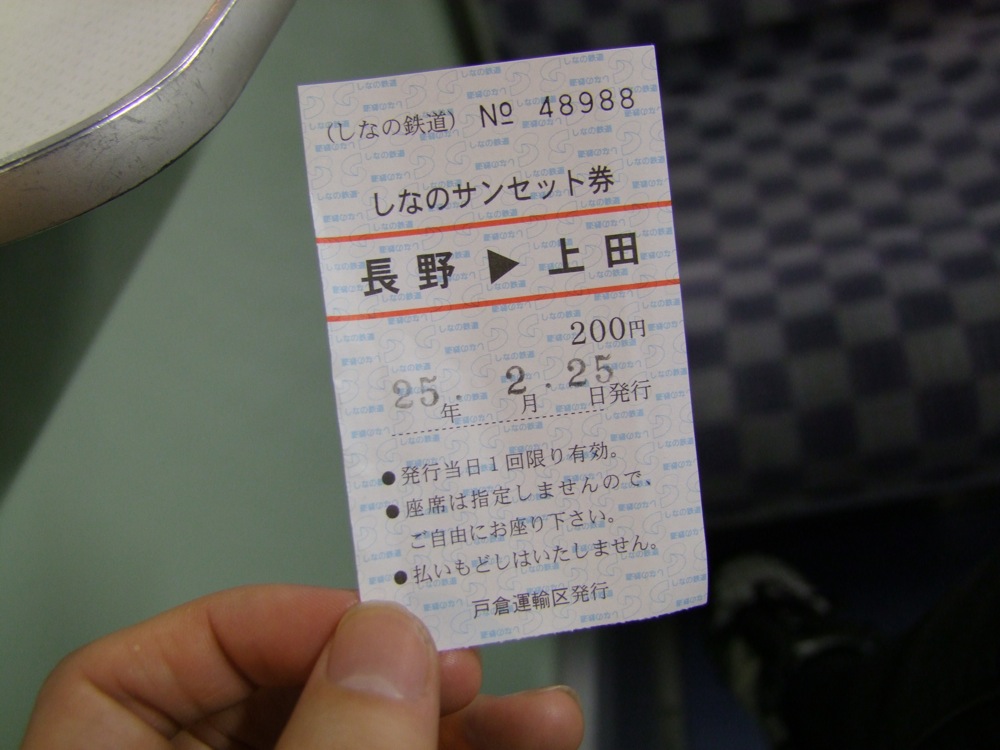 (しなの鉄道) № 48988
しなのサンセット券
長野▶上田
200円
25年 2月 25日発行
●発行当日1回限り有効。
●座席は指定しませんので、
ご自由にお座り下さい。
●払いもどしはいたしません。
戸倉運輸区発行